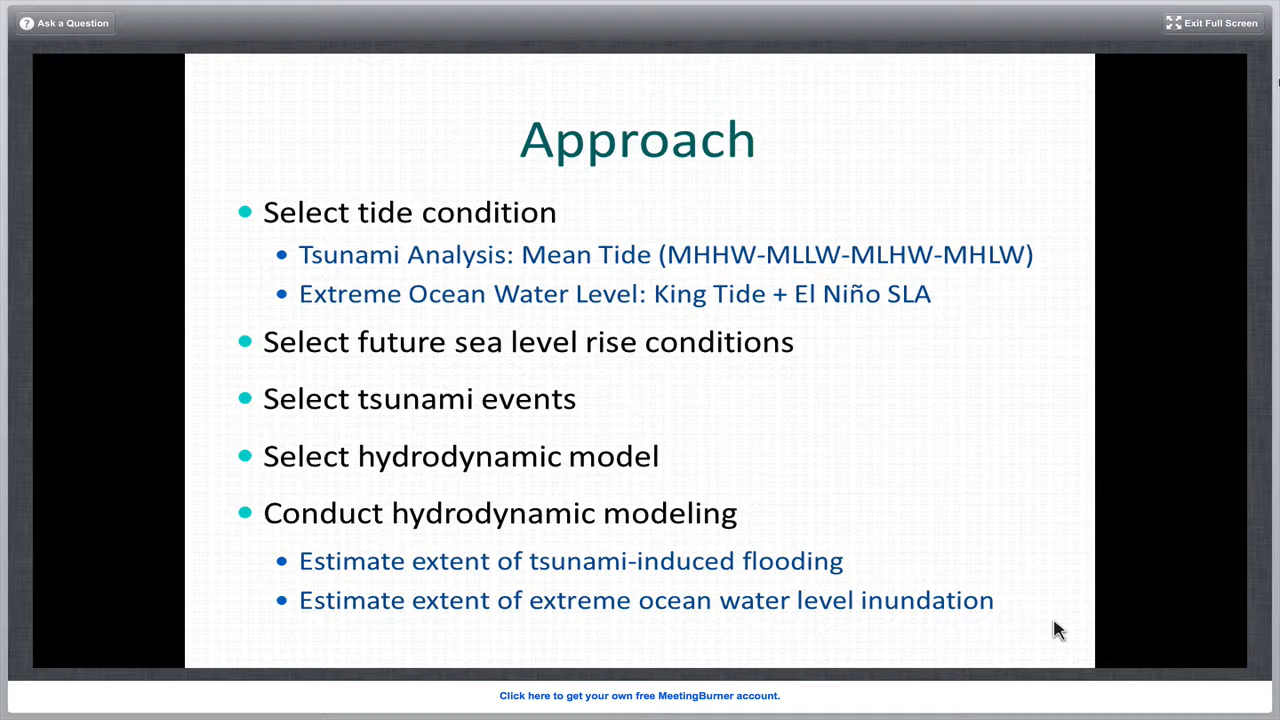 Ask a Question
Exit Full Screen
Approach
• Select tide condition
• Tsunami Analysis: Mean Tide (MHHW-MLLW-MLHW-MHLW)
• Extreme Ocean Water Level: King Tide + El Niño SLA
• Select future sea level rise conditions
• Select tsunami events
• Select hydrodynamic model
• Conduct hydrodynamic modeling
• Estimate extent of tsunami-induced flooding
• Estimate extent of extreme ocean water level inundation
Click here to get your own free MeetingBurner account.